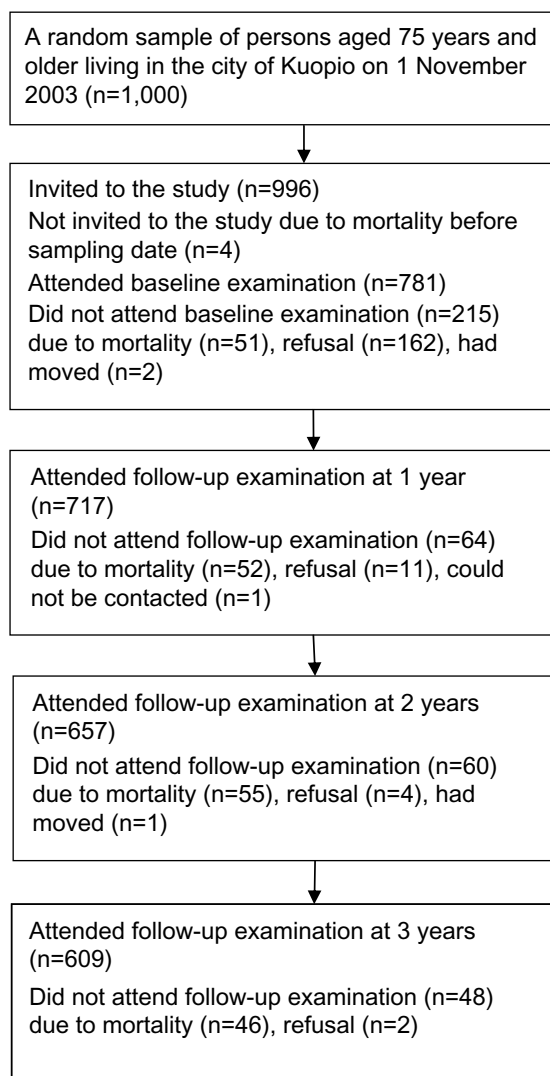 A random sample of persons aged 75 years and
older living in the city of Kuopio on 1 November
2003 (n=1,000)
Invited to the study (n=996)
Not invited to the study due to mortality before
sampling date (n=4)
Attended baseline examination (n=781)
Did not attend baseline examination (n=215)
due to mortality (n=51), refusal (n=162), had
moved (n=2)
Attended follow-up examination at 1 year
(n=717)
Did not attend follow-up examination (n=64)
due to mortality (n=52), refusal (n=11), could
not be contacted (n=1)
Attended follow-up examination at 2 years
(n=657)
Did not attend follow-up examination (n=60)
due to mortality (n=55), refusal (n=4), had
moved (n=1)
Attended follow-up examination at 3 years
(n=609)
Did not attend follow-up examination (n=48)
due to mortality (n=46), refusal (n=2)